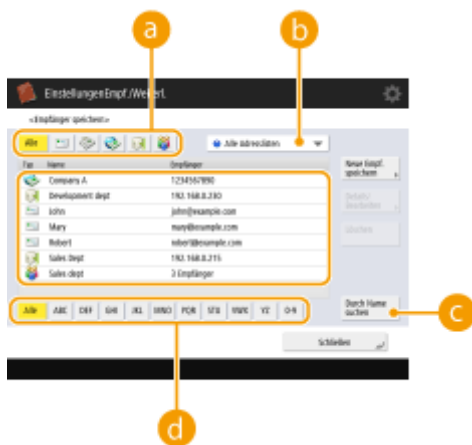 a
b
EinstellungenEmpf./Weiterl.
<Empfänger speichern>
Alle
Alle Adresslisten
Typ Name Empfänger
Neue Empf. speichern
Company A 1234567890
Development dept 192.168.0.230
Details/ bearbeiten
John john@example.com
Mary mary@example.com
Löschen
Robert robert@example.com
Sales Dept 192.168.0.215
Sales dept 3 Empfänger
Alle ABC DEF GHI JKL MNO PQR STU VWX YZ 0-9
Durch Name suchen
c
Schließen
d